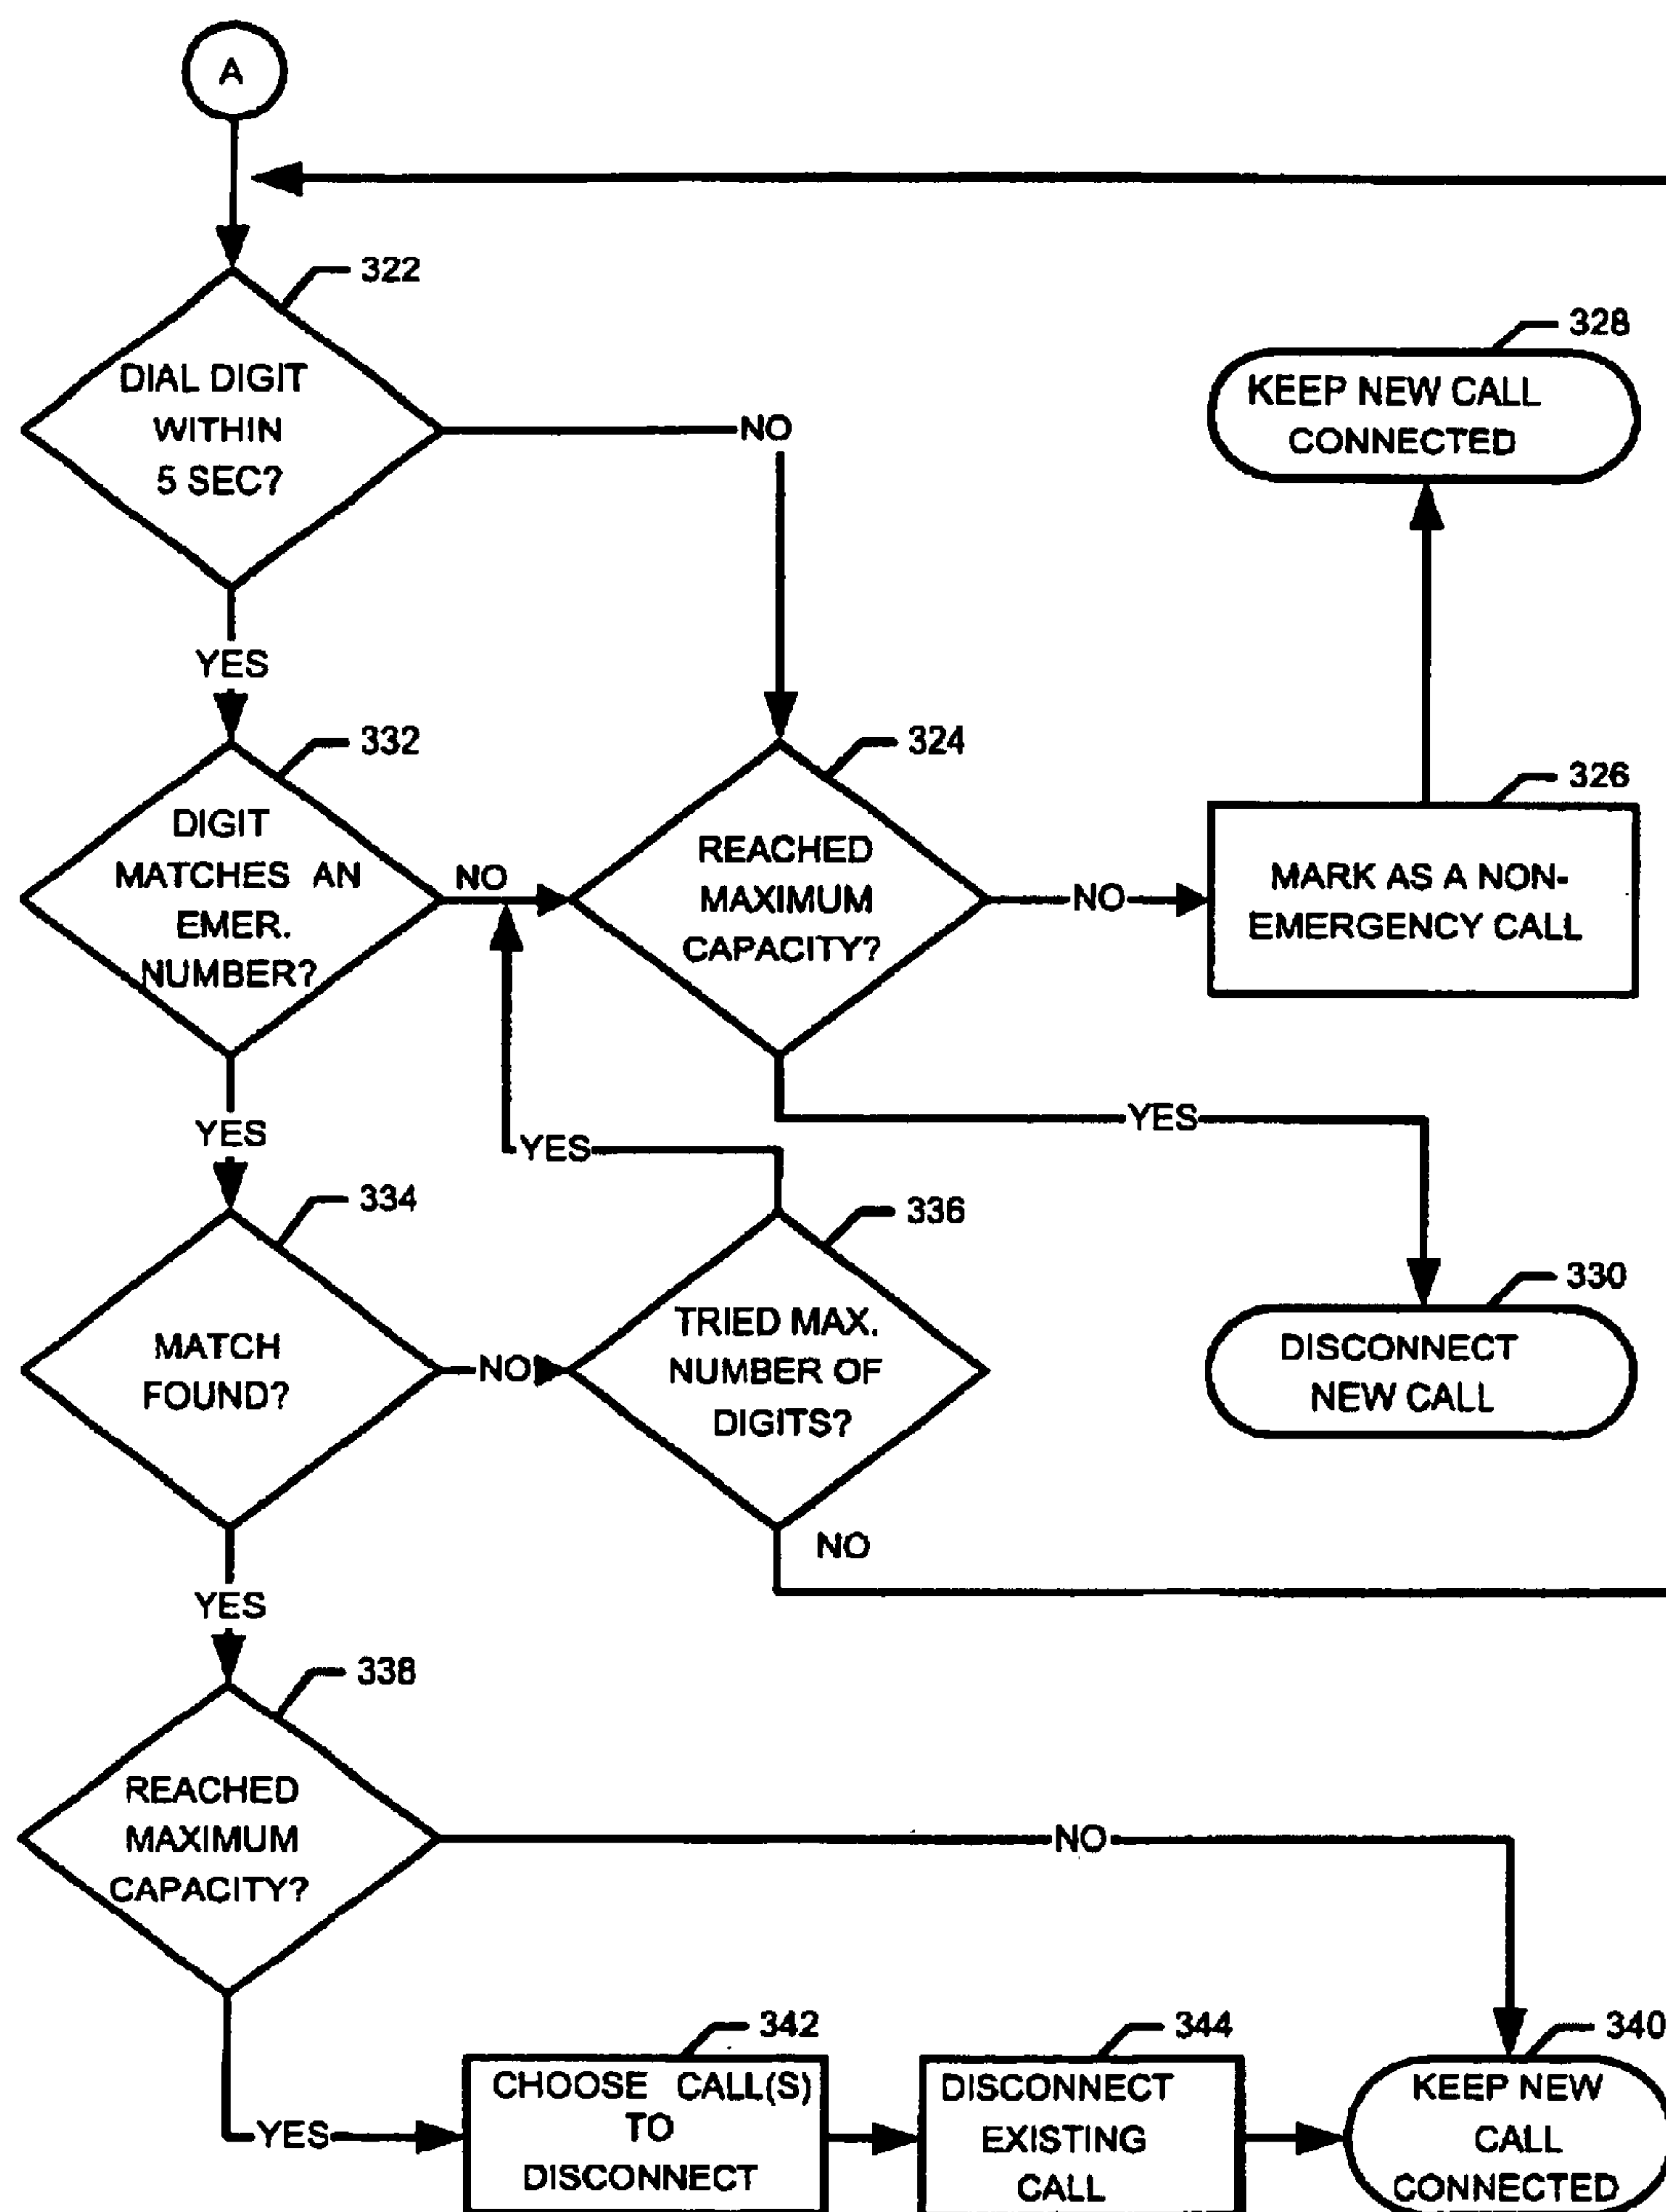 A
322
DIAL DIGIT
WITHIN
5 SEC?
NO
328
KEEP NEW CALL
CONNECTED
YES
332
DIGIT
MATCHES AN
EMER.
NUMBER?
NO
324
REACHED
MAXIMUM
CAPACITY?
NO
326
MARK AS A NON-
EMERGENCY CALL
YES
YES
YES
334
MATCH
FOUND?
NO
336
TRIED MAX.
NUMBER OF
DIGITS?
330
DISCONNECT
NEW CALL
NO
YES
338
REACHED
MAXIMUM
CAPACITY?
NO
YES
342
CHOOSE CALL(S)
TO
DISCONNECT
344
DISCONNECT
EXISTING
CALL
340
KEEP NEW
CALL
CONNECTED